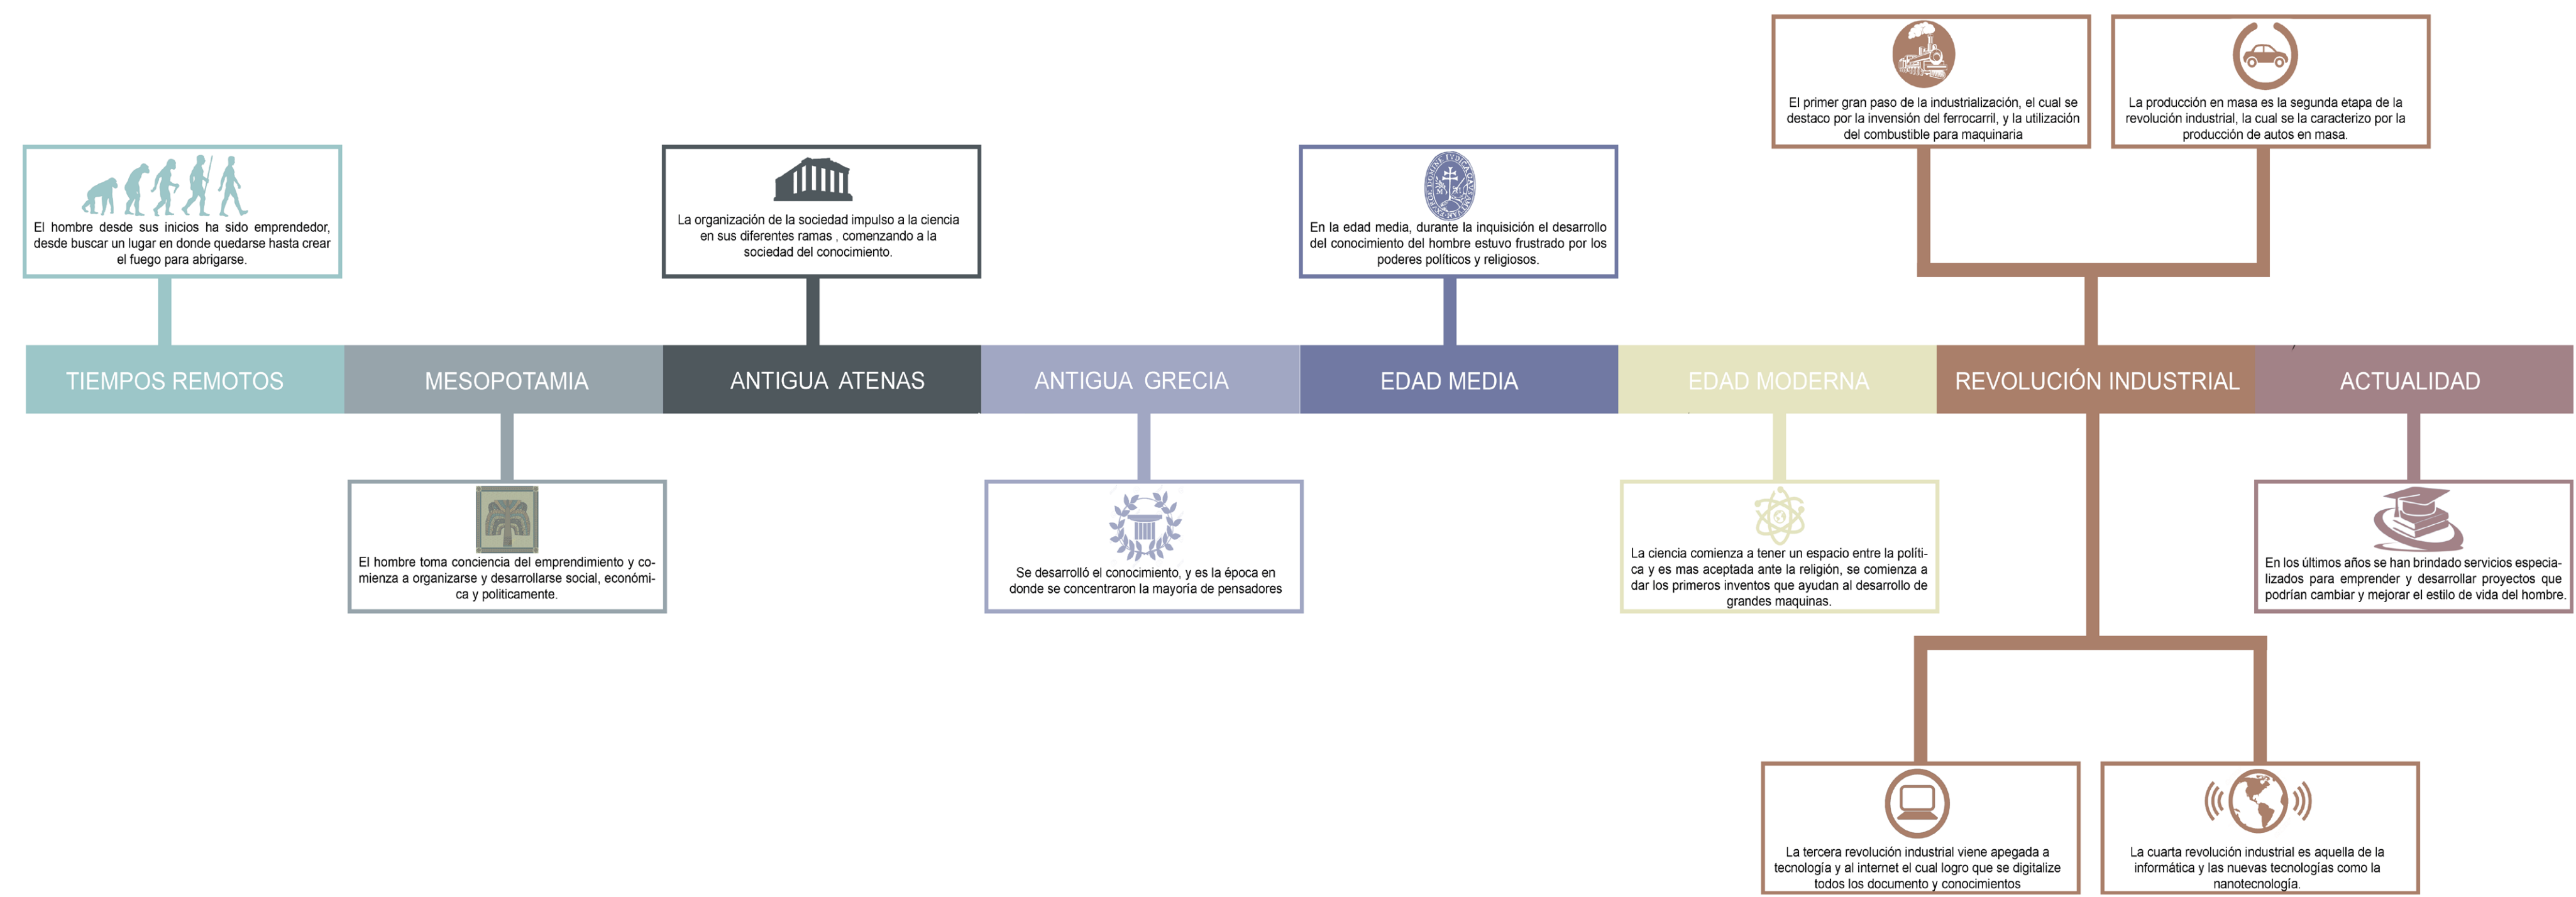 El primer gran paso de la industrialización, el cual se
destaco por la invensión del ferrocarril, y la utilización
del combustible para maquinaria
La producción en masa es la segunda etapa de la
revolución industrial, la cual se la caracterizo por la
producción de autos en masa.
El hombre desde sus inicios ha sido emprendedor,
desde buscar un lugar en donde quedarse hasta crear
el fuego para abrigarse.
La organización de la sociedad impulso a la ciencia
en sus diferentes ramas , comenzando a la
sociedad del conocimiento.
En la edad media, durante la inquisición el desarrollo
del conocimiento del hombre estuvo frustrado por los
poderes políticos y religiosos.
TIEMPOS REMOTOS
MESOPOTAMIA
ANTIGUA ATENAS
ANTIGUA GRECIA
EDAD MEDIA
EDAD MODERNA
REVOLUCIÓN INDUSTRIAL
ACTUALIDAD
El hombre toma conciencia del emprendimiento y co-
mienza a organizarse y desarrollarse social, económi-
ca y politicamente.
Se desarrolló el conocimiento, y es la época en
donde se concentraron la mayoría de pensadores
La ciencia comienza a tener un espacio entre la políti-
ca y es mas aceptada ante la religión, se comienza a
dar los primeros inventos que ayudan al desarrollo de
grandes maquinas.
En los últimos años se han brindado servicios especia-
lizados para emprender y desarrollar proyectos que
podrían cambiar y mejorar el estilo de vida del hombre.
La tercera revolución industrial viene apegada a
tecnología y al internet el cual logro que se digitalize
todos los documento y conocimientos
La cuarta revolución industrial es aquella de la
informática y las nuevas tecnologías como la
nanotecnología.